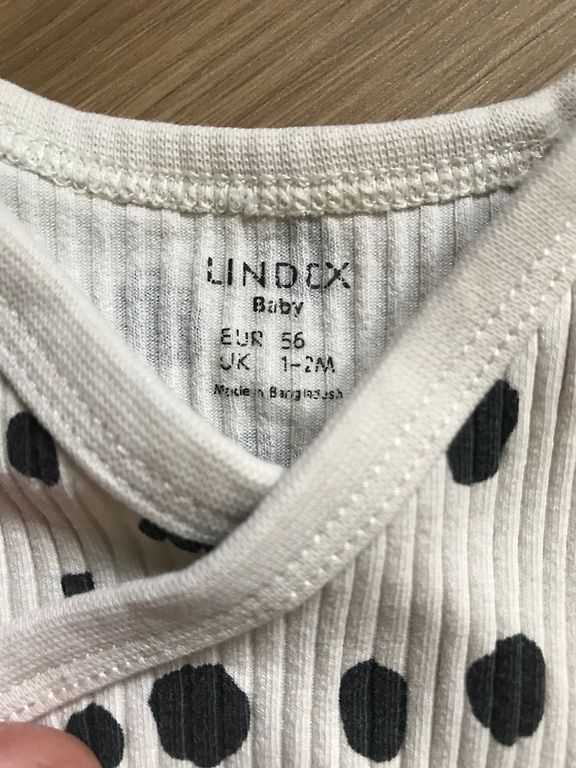 LINDEX
Baby
EUR 56
UK 1-2M
Made in Bangladesh